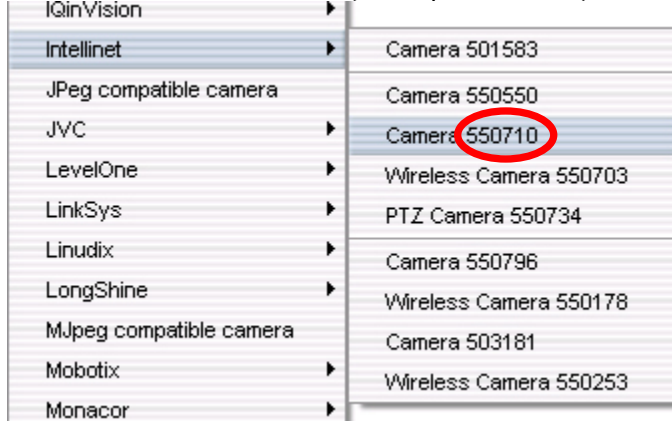 IQinVision
Intellinet
JPeg compatible camera
JVC
LevelOne
LinkSys
Linudix
LongShine
MJpeg compatible camera
Mobotix
Monacor
Camera 501583
Camera 550550
Camera 550710
Wireless Camera 550703
PTZ Camera 550734
Camera 550796
Wireless Camera 550178
Camera 503181
Wireless Camera 550253